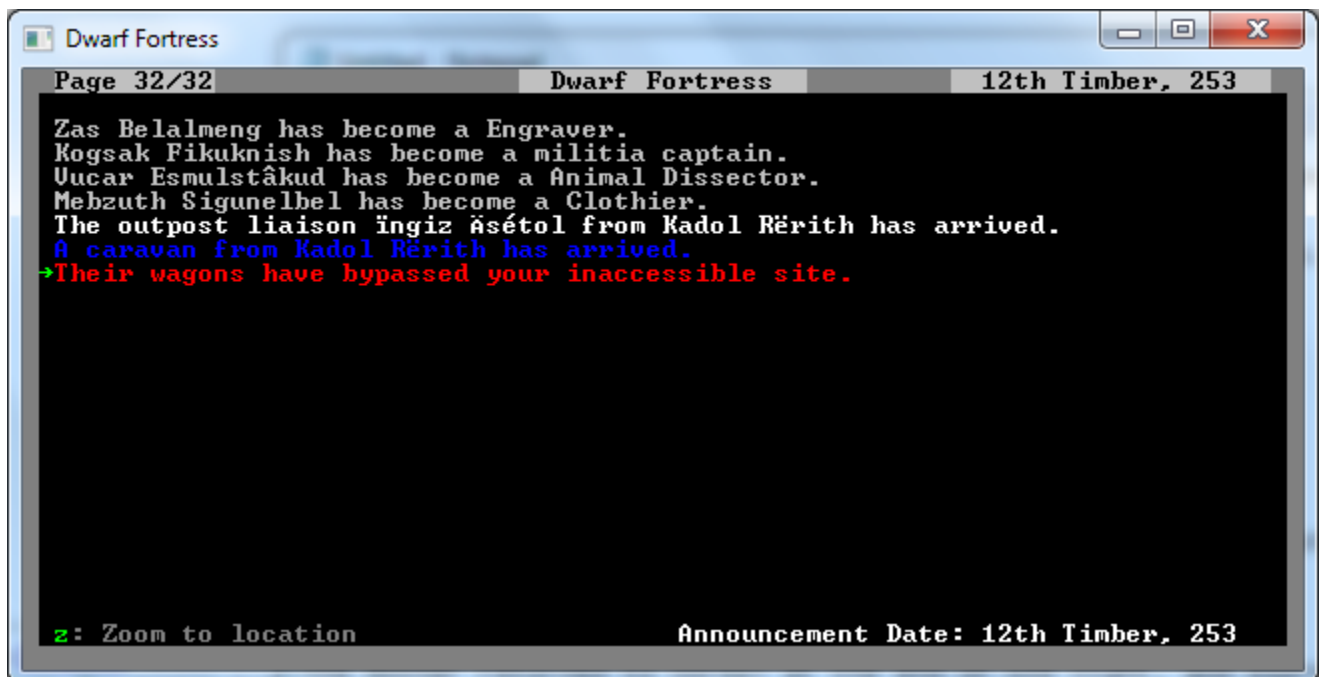 Dwarf Fortress
Page 32/32 Dwarf Fortress 12th Timber, 253
Zas Belalmeng has become a Engraver.
Kogsak Fikuknish has become a militia captain.
Vucar Esmulstâkud has become a Animal Dissector.
Mebzuth Sigunelbel has become a Clothier.
The outpost liaison ïngiz Äsétol from Kadol Rërith has arrived.
A caravan from Kadol Rërith has arrived.
→Their wagons have bypassed your inaccessible site.
z: Zoom to location Announcement Date: 12th Timber, 253